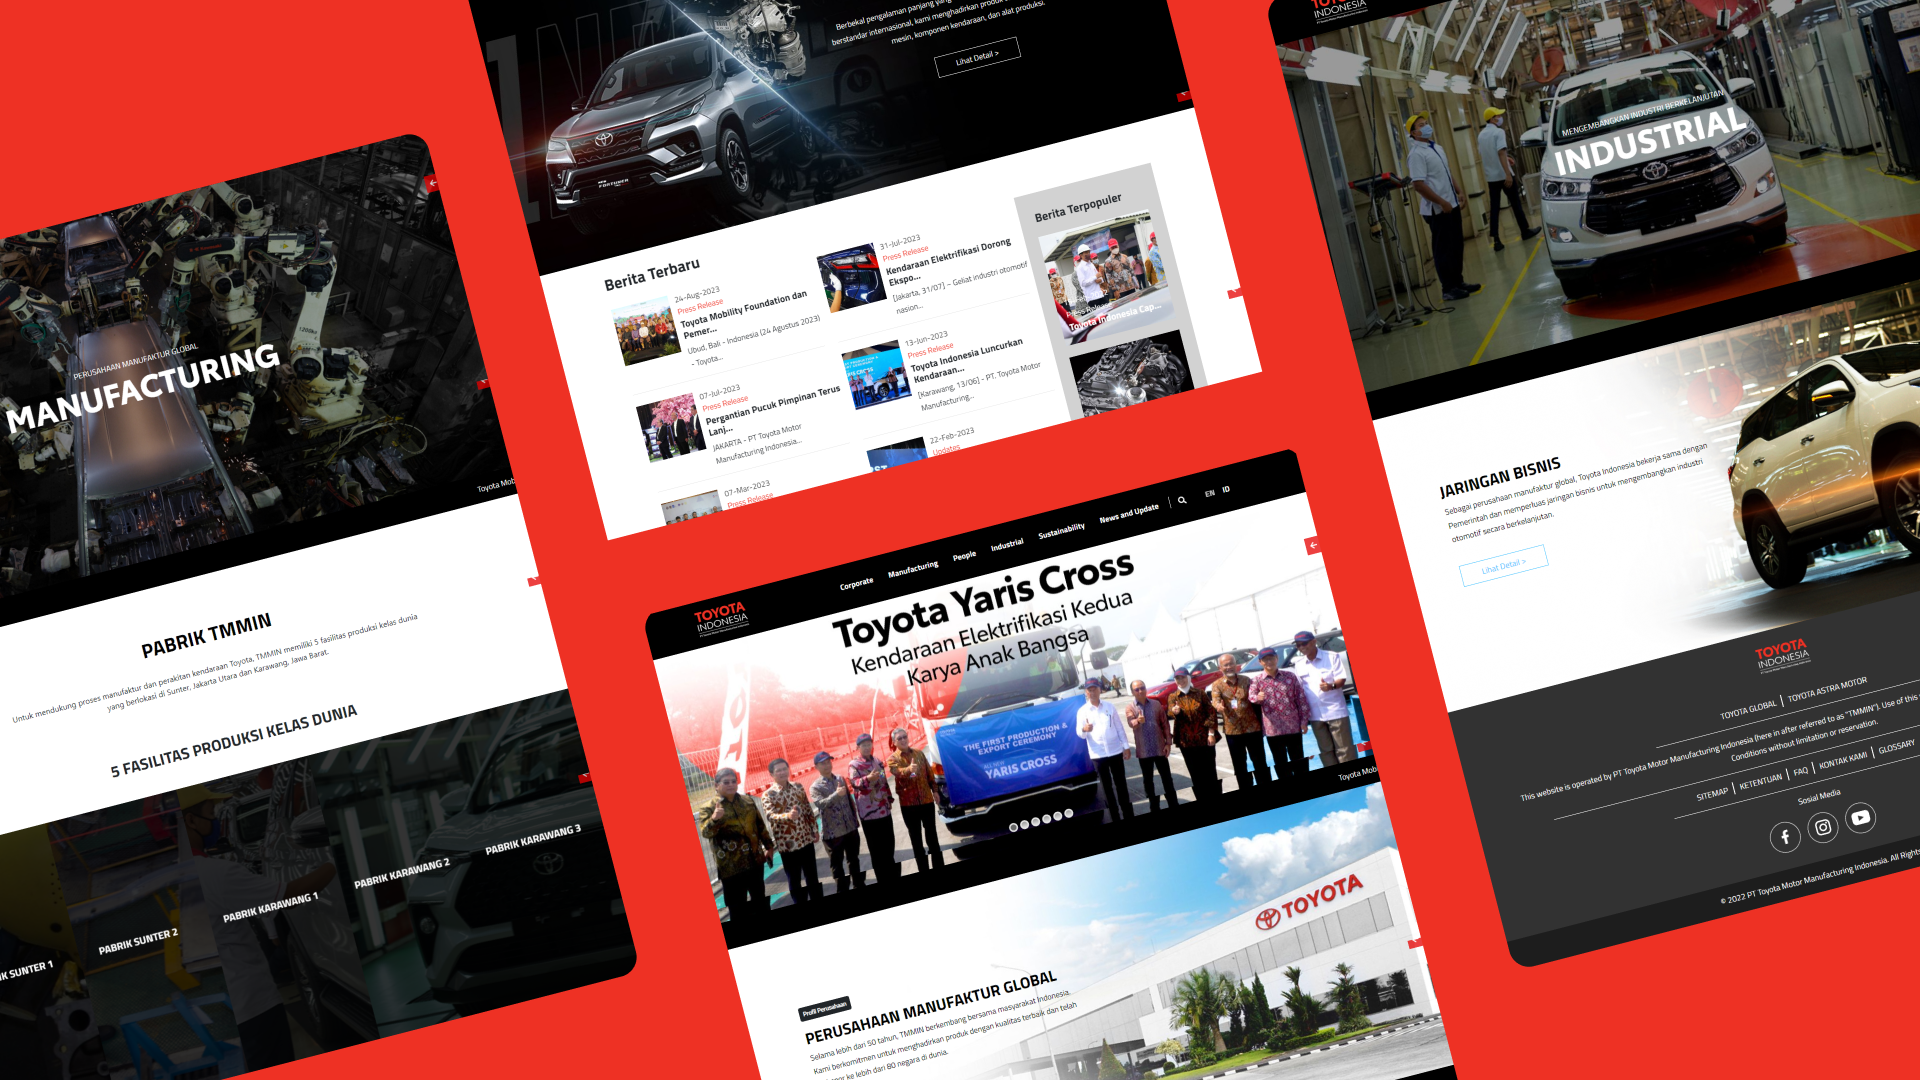 PERUSAHAAN MANUFAKTUR GLOBAL
MANUFACTURING
Toyota Mob
PABRIK TMMIN
Untuk mendukung proses manufaktur dan perakitan kendaraan Toyota, TMMIN memiliki 5 fasilitas produksi kelas dunia
yang berlokasi di Sunter, Jakarta Utara dan Karawang, Jawa Barat.
5 FASILITAS PRODUKSI KELAS DUNIA
IK SUNTER 1
PABRIK SUNTER 2
PABRIK KARAWANG 1
PABRIK KARAWANG 2
PABRIK KARAWANG 3
Berbekal pengalaman panjang yang
berstandar internasional, kami menghadirkan produk
mesin, komponen kendaraan, dan alat produksi.
Lihat Detail >
FORTUNER
Berita Terbaru
24-Aug-2023
Press Release
Toyota Mobility Foundation dan
Pemer...
Ubud, Bali - Indonesia (24 Agustus 2023)
- Toyota...
07-Jul-2023
Press Release
Pergantian Pucuk Pimpinan Terus
Lanj...
JAKARTA - PT Toyota Motor
Manufacturing Indonesia...
07-Mar-2023
Press Release
31-Jul-2023
Press Release
Kendaraan Elektrifikasi Dorong
Ekspo...
[Jakarta, 31/07] – Geliat industri otomotif
nasion...
13-Jun-2023
Press Release
Toyota Indonesia Luncurkan
Kendaraan...
[Karawang, 13/06] - PT. Toyota Motor
Manufacturing...
22-Feb-2023
Updates
Berita Terpopuler
Press Release
Toyota Indonesia Cap...
TOYOTA
INDONESIA
Corporate
Manufacturing
People
Industrial
Sustainability
News and Update
EN
ID
Toyota Yaris Cross
Kendaraan Elektrifikasi Kedua
Karya Anak Bangsa
THE FIRST PRODUCTION &
EXPORT CEREMONY
YARIS CROSS
Toyota Mob
TOYOTA
Profil Perusahaan
PERUSAHAAN MANUFAKTUR GLOBAL
Selama lebih dari 50 tahun, TMMIN berkembang bersama masyarakat Indonesia.
Kami berkomitmen untuk menghadirkan produk dengan kualitas terbaik dan telah
por ke lebih dari 80 negara di dunia.
INDONESIA
MENGEMBANGKAN INDUSTRI BERKELANJUTAN
INDUSTRIAL
JARINGAN BISNIS
Sebagai perusahaan manufaktur global, Toyota Indonesia bekerja sama dengan
Pemerintah dan memperluas jaringan bisnis untuk mengembangkan industri
otomotif secara berkelanjutan.
Lihat Detail >
TOYOTA
INDONESIA
TOYOTA GLOBAL | TOYOTA ASTRA MOTOR
This website is operated by PT Toyota Motor Manufacturing Indonesia (here in after referred to as "TMMIN"). Use of this
Conditions without limitation or reservation.
SITEMAP | KETENTUAN | FAQ | KONTAK KAMI | GLOSSARY
Sosial Media
© 2022 PT Toyota Motor Manufacturing Indonesia. All Rights